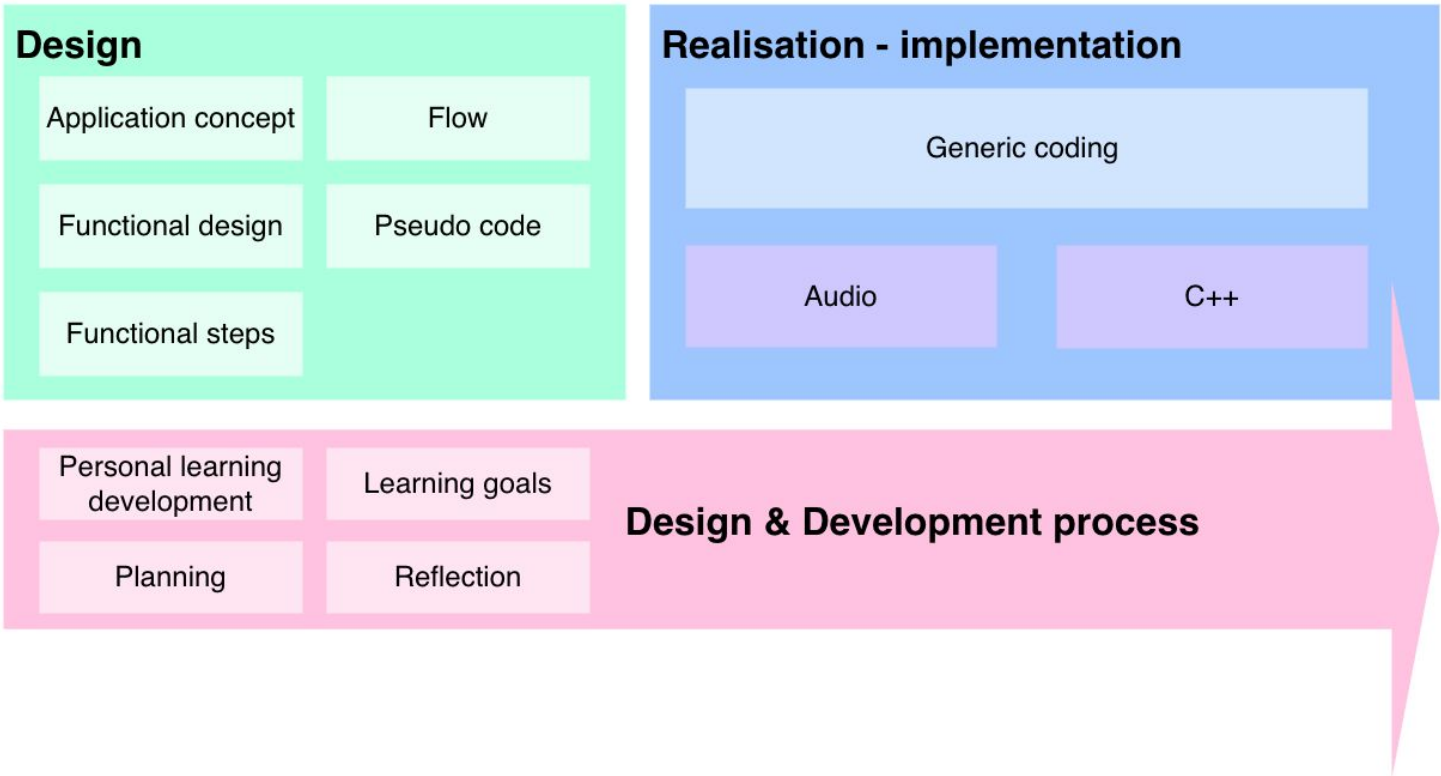 Design
Application concept
Flow
Functional design
Pseudo code
Functional steps
Realisation - implementation
Generic coding
Audio
C++
Personal learning
development
Learning goals
Planning
Reflection
Design & Development process